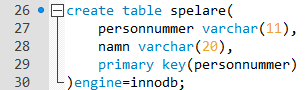 26 create table spelare(
27 personnummer varchar(11),
28 namn varchar(20),
29 primary key(personnummer)
30 )engine=innodb;